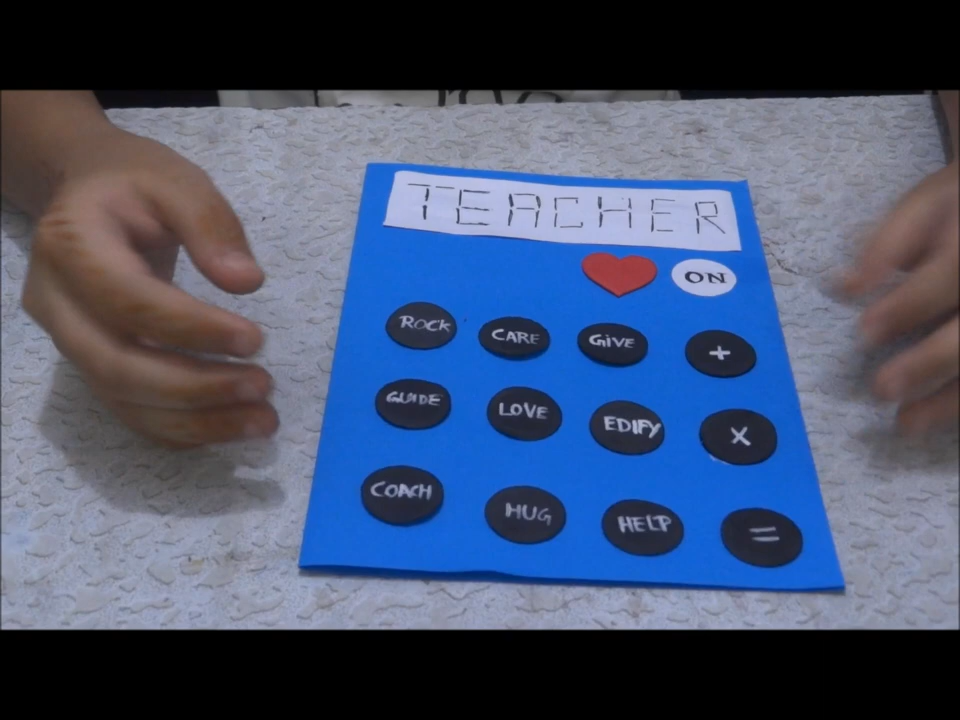 TEACHER
ON
ROCK CARE GIVE +
GUIDE LOVE EDIFY X
COACH HUG HELP =